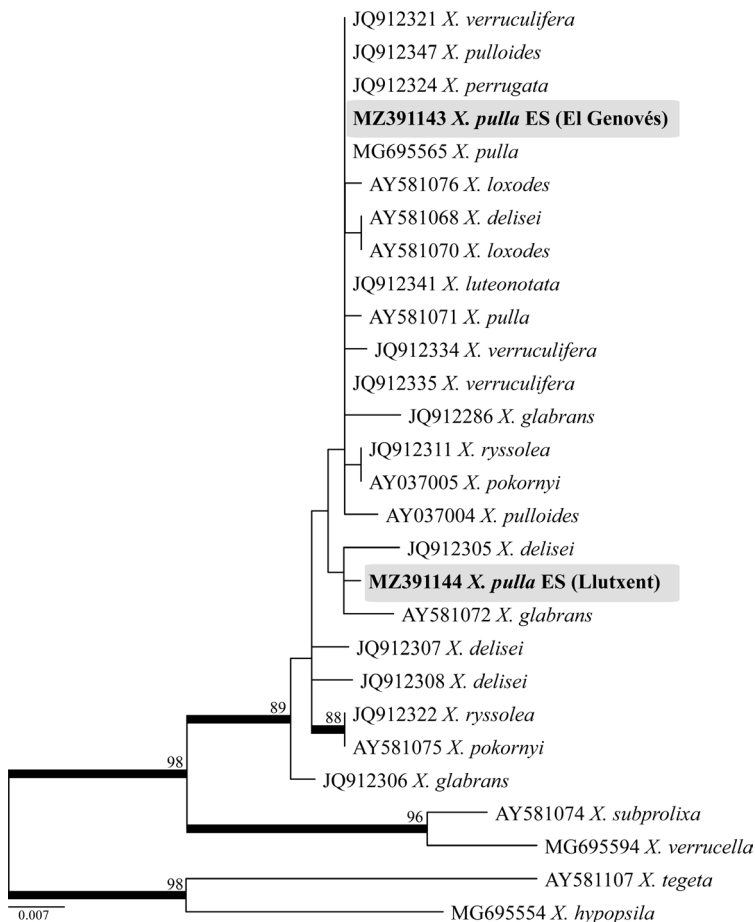 JQ912321 X. verruculifera
JQ912347 X. pulloides
JQ912324 X. perrugata
MZ391143 X. pulla ES (El Genovés)
MG695565 X. pulla
AY581076 X. loxodes
AY581068 X. delisei
AY581070 X. loxodes
JQ912341 X. luteonotata
AY581071 X. pulla
JQ912334 X. verruculifera
JQ912335 X. verruculifera
JQ912286 X. glabrans
JQ912311 X. ryssolea
AY037005 X. pokornyi
AY037004 X. pulloides
JQ912305 X. delisei
MZ391144 X. pulla ES (Llutxent)
AY581072 X. glabrans
JQ912307 X. delisei
JQ912308 X. delisei
89
88
JQ912322 X. ryssolea
AY581075 X. pokornyi
98
JQ912306 X. glabrans
96
AY581074 X. subprolixa
MG695594 X. verrucella
98
AY581107 X. tegeta
MG695554 X. hypopsila
0.007